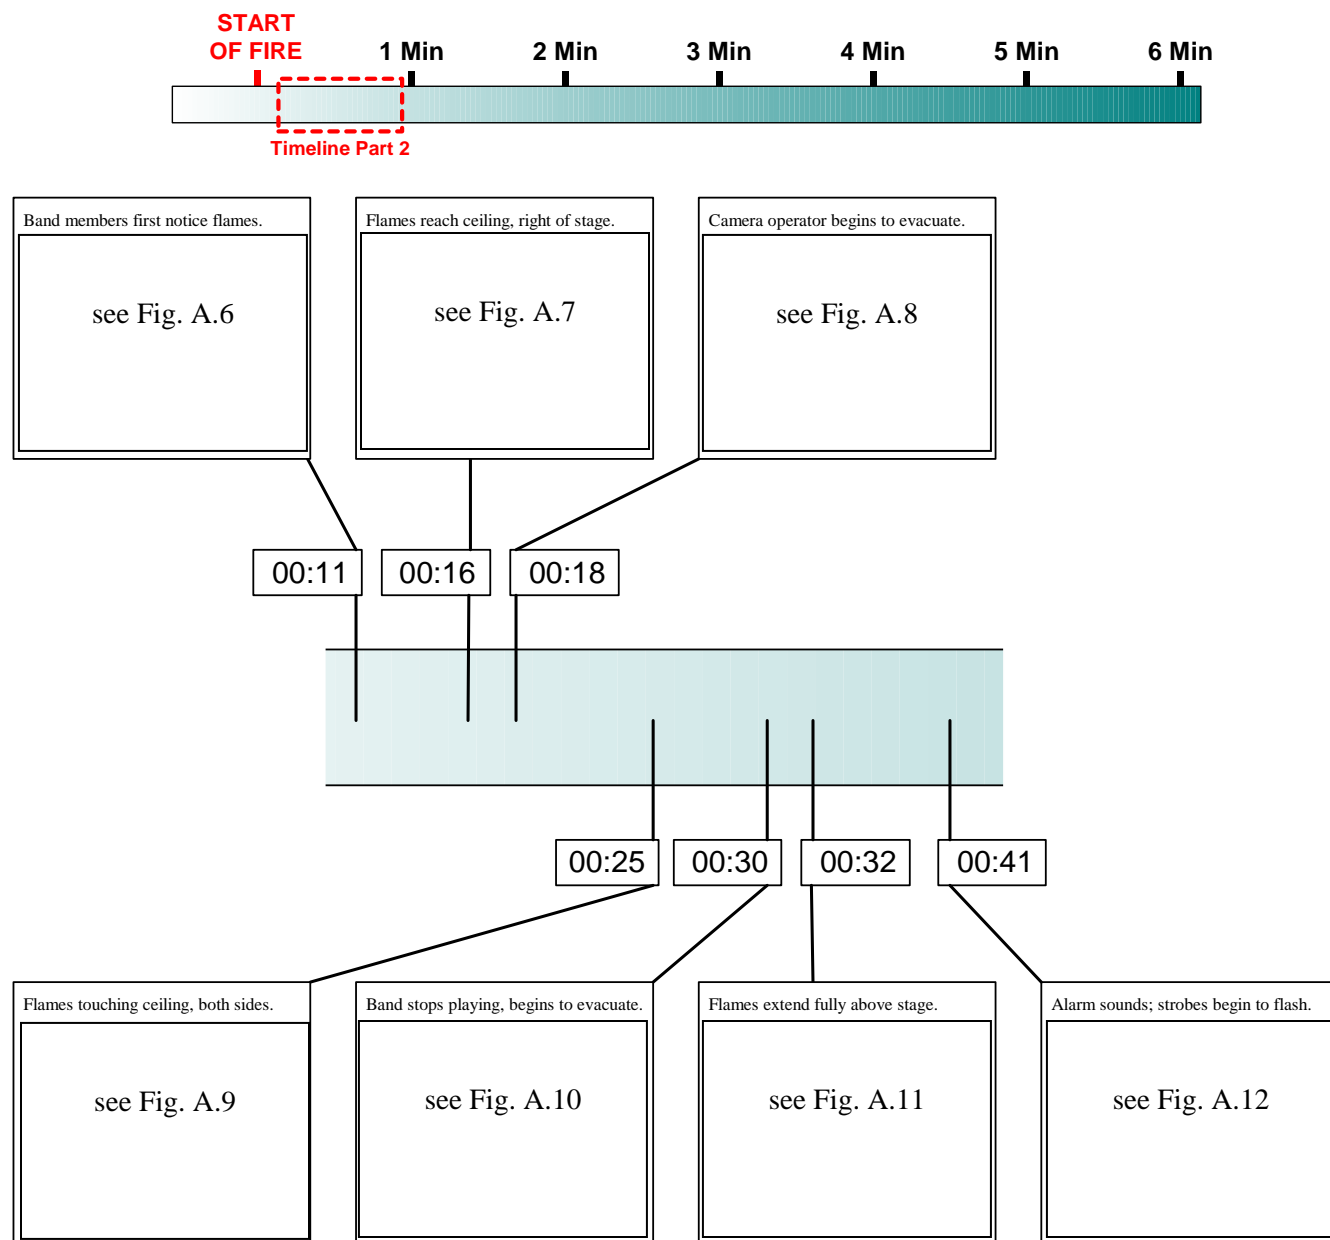 START
OF FIRE
1 Min
2 Min
3 Min
4 Min
5 Min
6 Min
Timeline Part 2
Band members first notice flames.
see Fig. A.6
Flames reach ceiling, right of stage.
see Fig. A.7
Camera operator begins to evacuate.
see Fig. A.8
00:11
00:16
00:18
00:25
00:30
00:32
00:41
Flames touching ceiling, both sides.
see Fig. A.9
Band stops playing, begins to evacuate.
see Fig. A.10
Flames extend fully above stage.
see Fig. A.11
Alarm sounds; strobes begin to flash.
see Fig. A.12